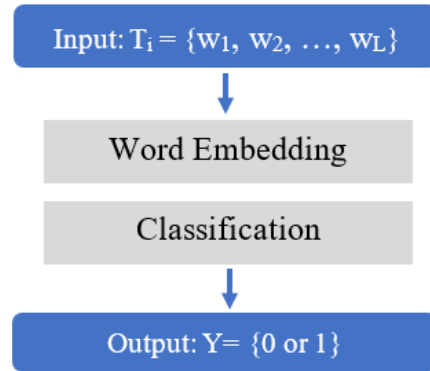 Input: Tᵢ = {w₁, w₂, …, w_L}
Word Embedding
Classification
Output: Y= {0 or 1}